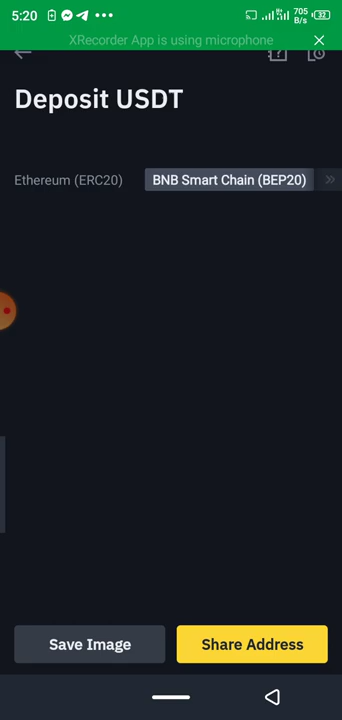 5:20 705 B/s 32
XRecorder App is using microphone
Deposit USDT
Ethereum (ERC20) BNB Smart Chain (BEP20)
Save Image Share Address